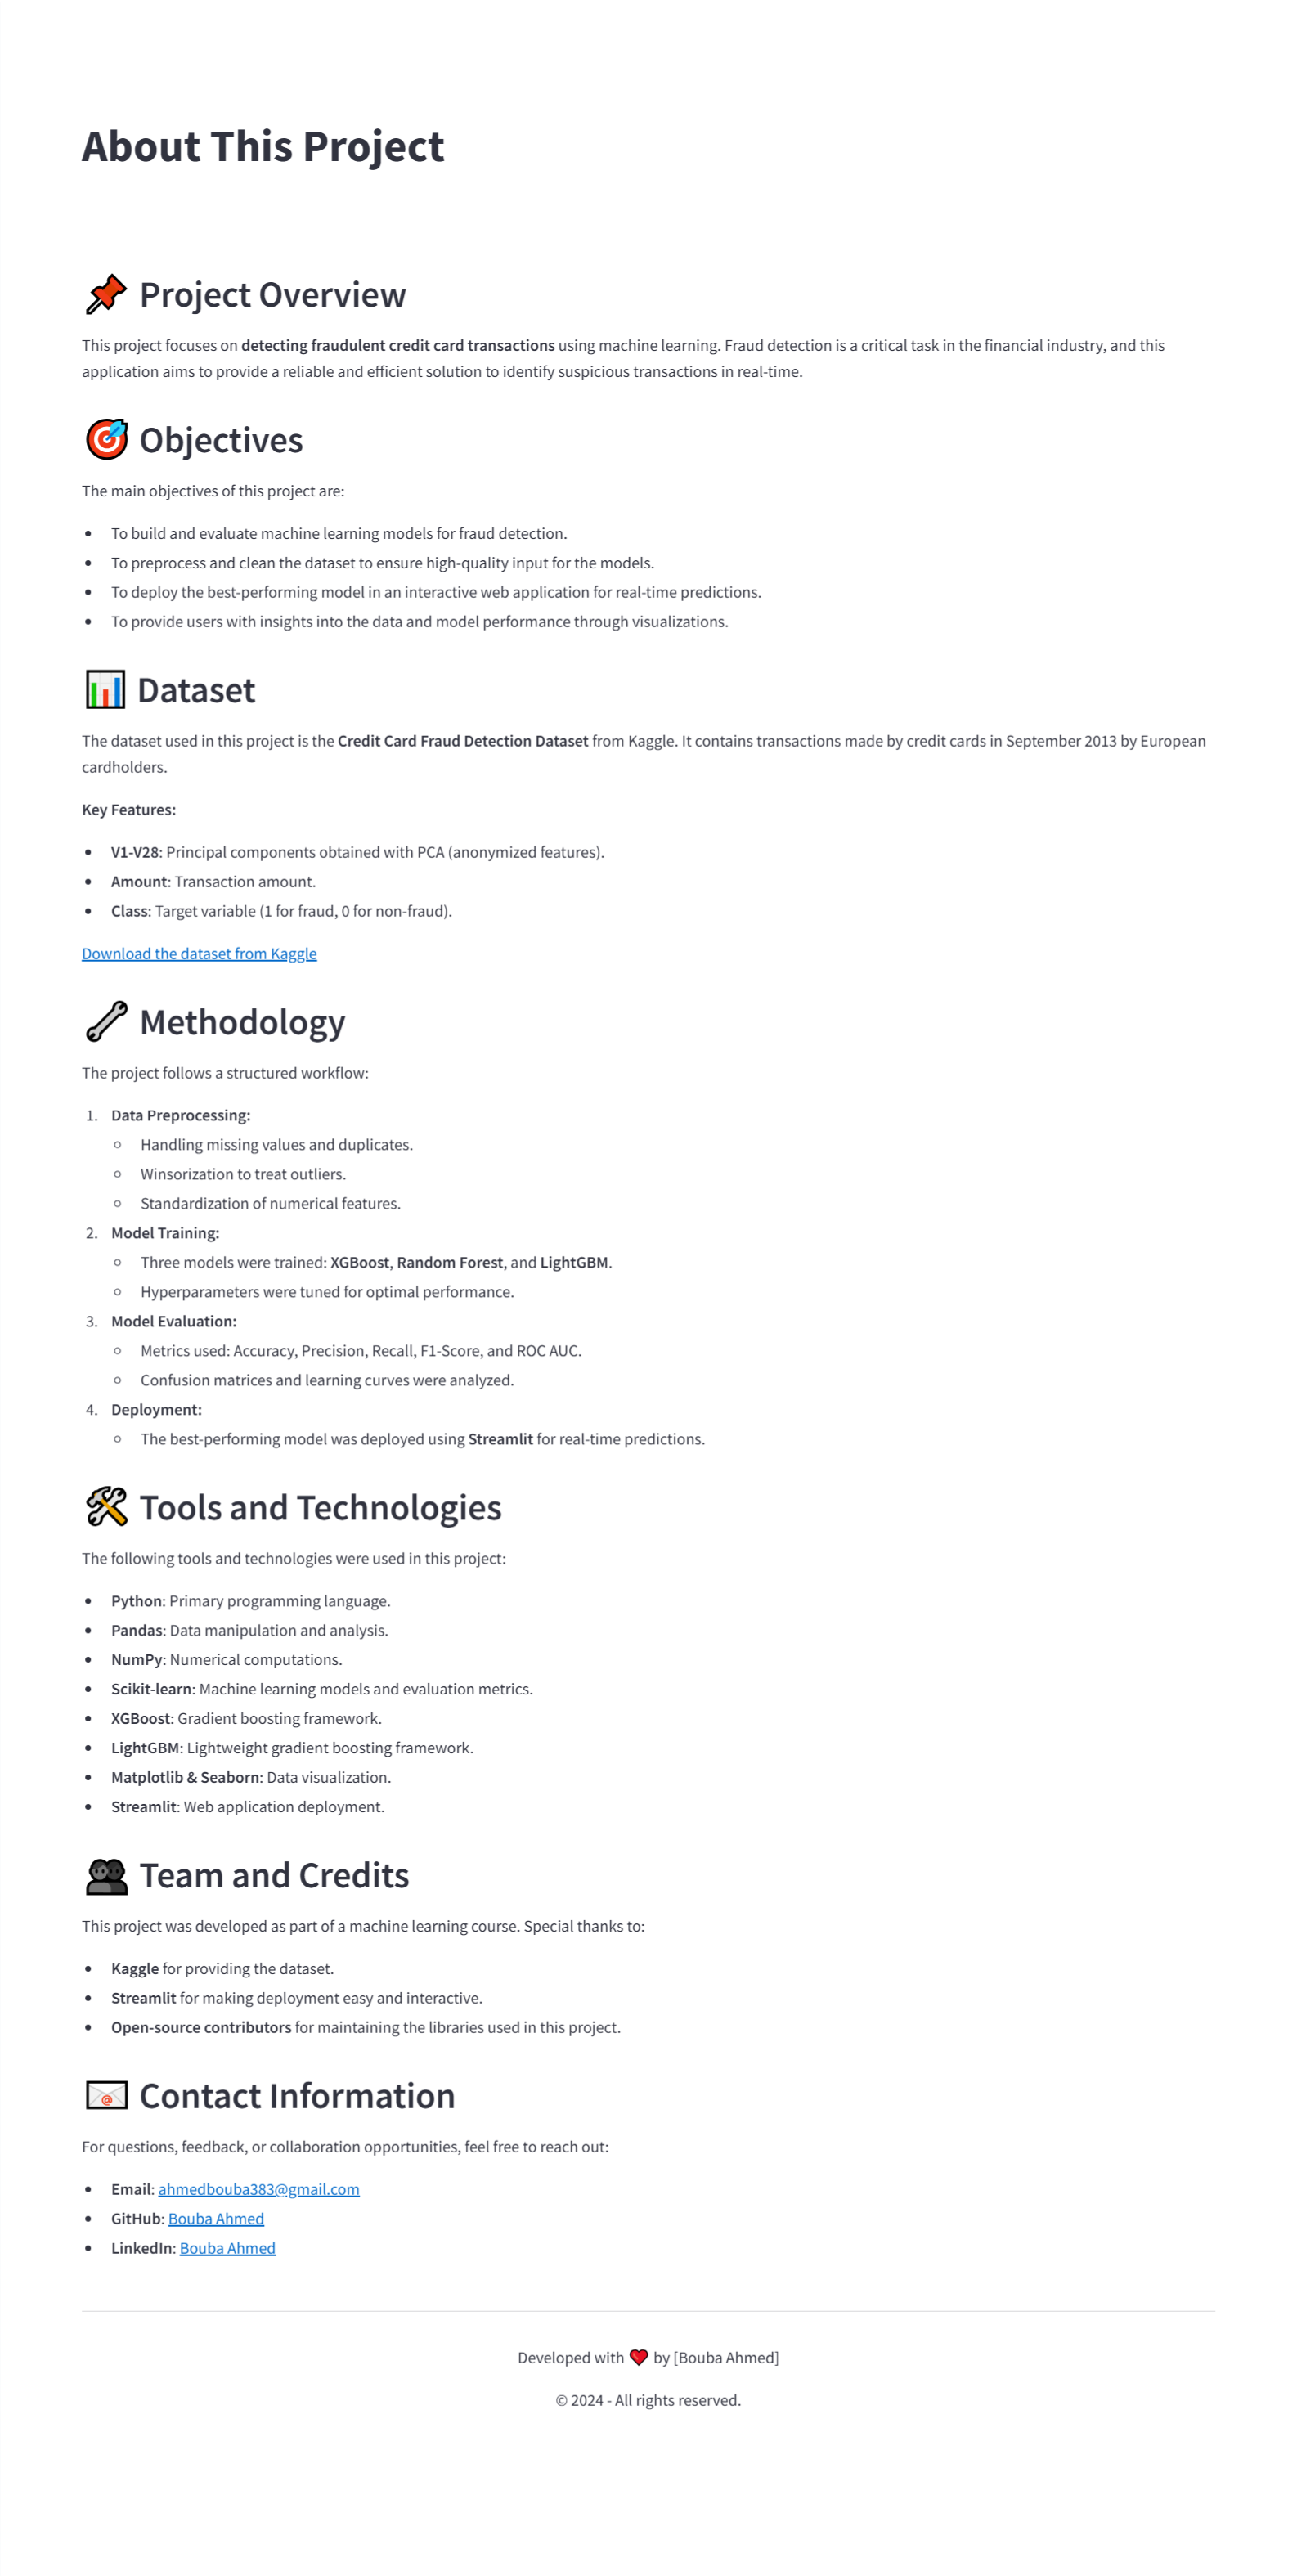 About This Project
Project Overview
This project focuses on detecting fraudulent credit card transactions using machine learning. Fraud detection is a critical task in the financial industry, and this
application aims to provide a reliable and efficient solution to identify suspicious transactions in real-time.
Objectives
The main objectives of this project are:
• To build and evaluate machine learning models for fraud detection.
• To preprocess and clean the dataset to ensure high-quality input for the models.
• To deploy the best-performing model in an interactive web application for real-time predictions.
• To provide users with insights into the data and model performance through visualizations.
Dataset
The dataset used in this project is the Credit Card Fraud Detection Dataset from Kaggle. It contains transactions made by credit cards in September 2013 by European
cardholders.
Key Features:
• V1-V28: Principal components obtained with PCA (anonymized features).
• Amount: Transaction amount.
• Class: Target variable (1 for fraud, 0 for non-fraud).
Download the dataset from Kaggle
Methodology
The project follows a structured workflow:
1. Data Preprocessing:
◦ Handling missing values and duplicates.
◦ Winsorization to treat outliers.
◦ Standardization of numerical features.
2. Model Training:
◦ Three models were trained: XGBoost, Random Forest, and LightGBM.
◦ Hyperparameters were tuned for optimal performance.
3. Model Evaluation:
◦ Metrics used: Accuracy, Precision, Recall, F1-Score, and ROC AUC.
◦ Confusion matrices and learning curves were analyzed.
4. Deployment:
◦ The best-performing model was deployed using Streamlit for real-time predictions.
Tools and Technologies
The following tools and technologies were used in this project:
• Python: Primary programming language.
• Pandas: Data manipulation and analysis.
• NumPy: Numerical computations.
• Scikit-learn: Machine learning models and evaluation metrics.
• XGBoost: Gradient boosting framework.
• LightGBM: Lightweight gradient boosting framework.
• Matplotlib & Seaborn: Data visualization.
• Streamlit: Web application deployment.
Team and Credits
This project was developed as part of a machine learning course. Special thanks to:
• Kaggle for providing the dataset.
• Streamlit for making deployment easy and interactive.
• Open-source contributors for maintaining the libraries used in this project.
Contact Information
For questions, feedback, or collaboration opportunities, feel free to reach out:
• Email: ahmedbouba383@gmail.com
• GitHub: Bouba Ahmed
• LinkedIn: Bouba Ahmed
Developed with ❤️ by [Bouba Ahmed]
© 2024 - All rights reserved.